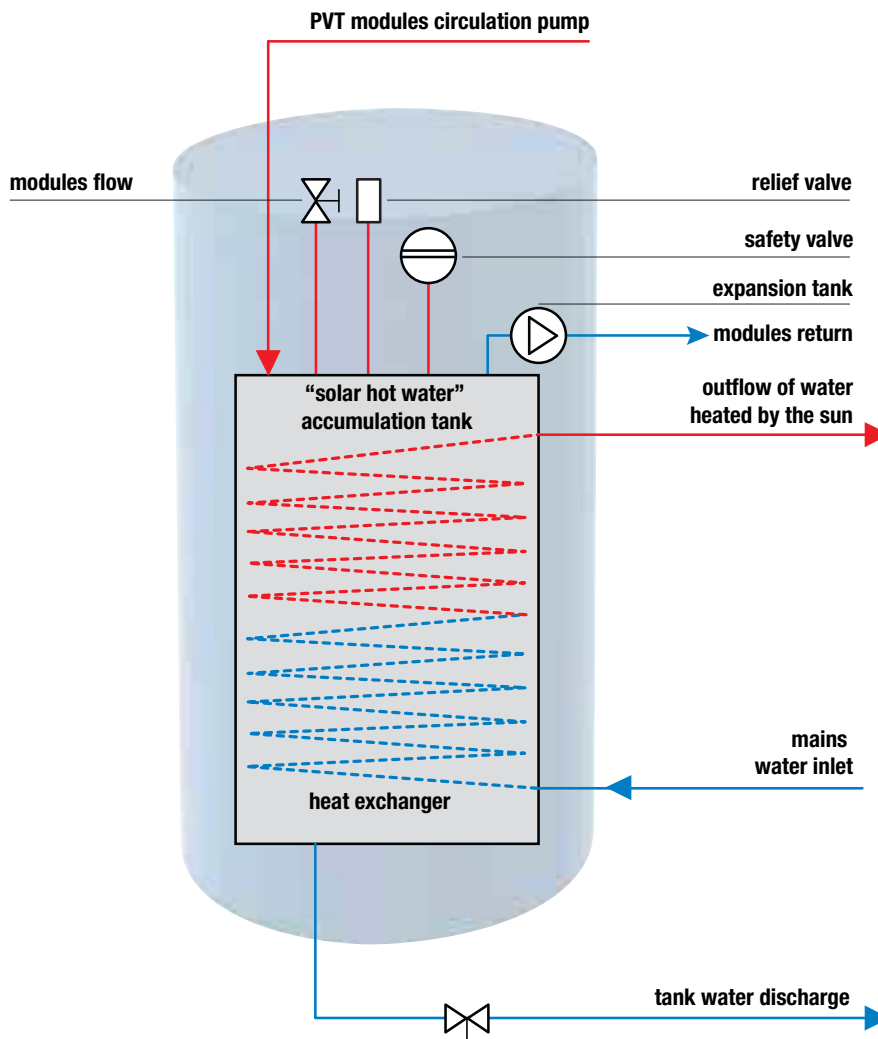 PVT modules circulation pump
modules flow
relief valve
safety valve
expansion tank
modules return
“solar hot water”
accumulation tank
outflow of water
heated by the sun
mains
water inlet
heat exchanger
tank water discharge